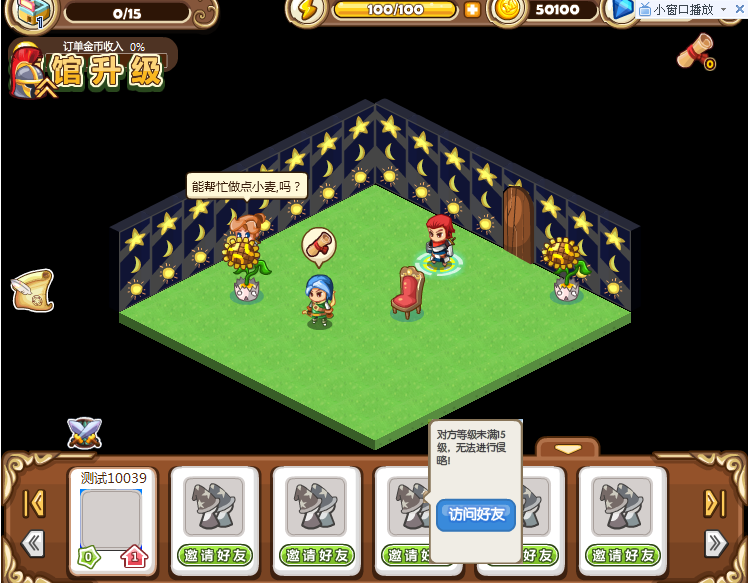 1
0/15
100/100
50100
小窗口播放
订单金币收入 0%
馆升级
0
能帮忙做点小麦,吗？
对方等级未满15
级，无法进行侵
略!
访问好友
测试10039
0
1
邀请好友
邀请好友
邀请
好友
邀请好友